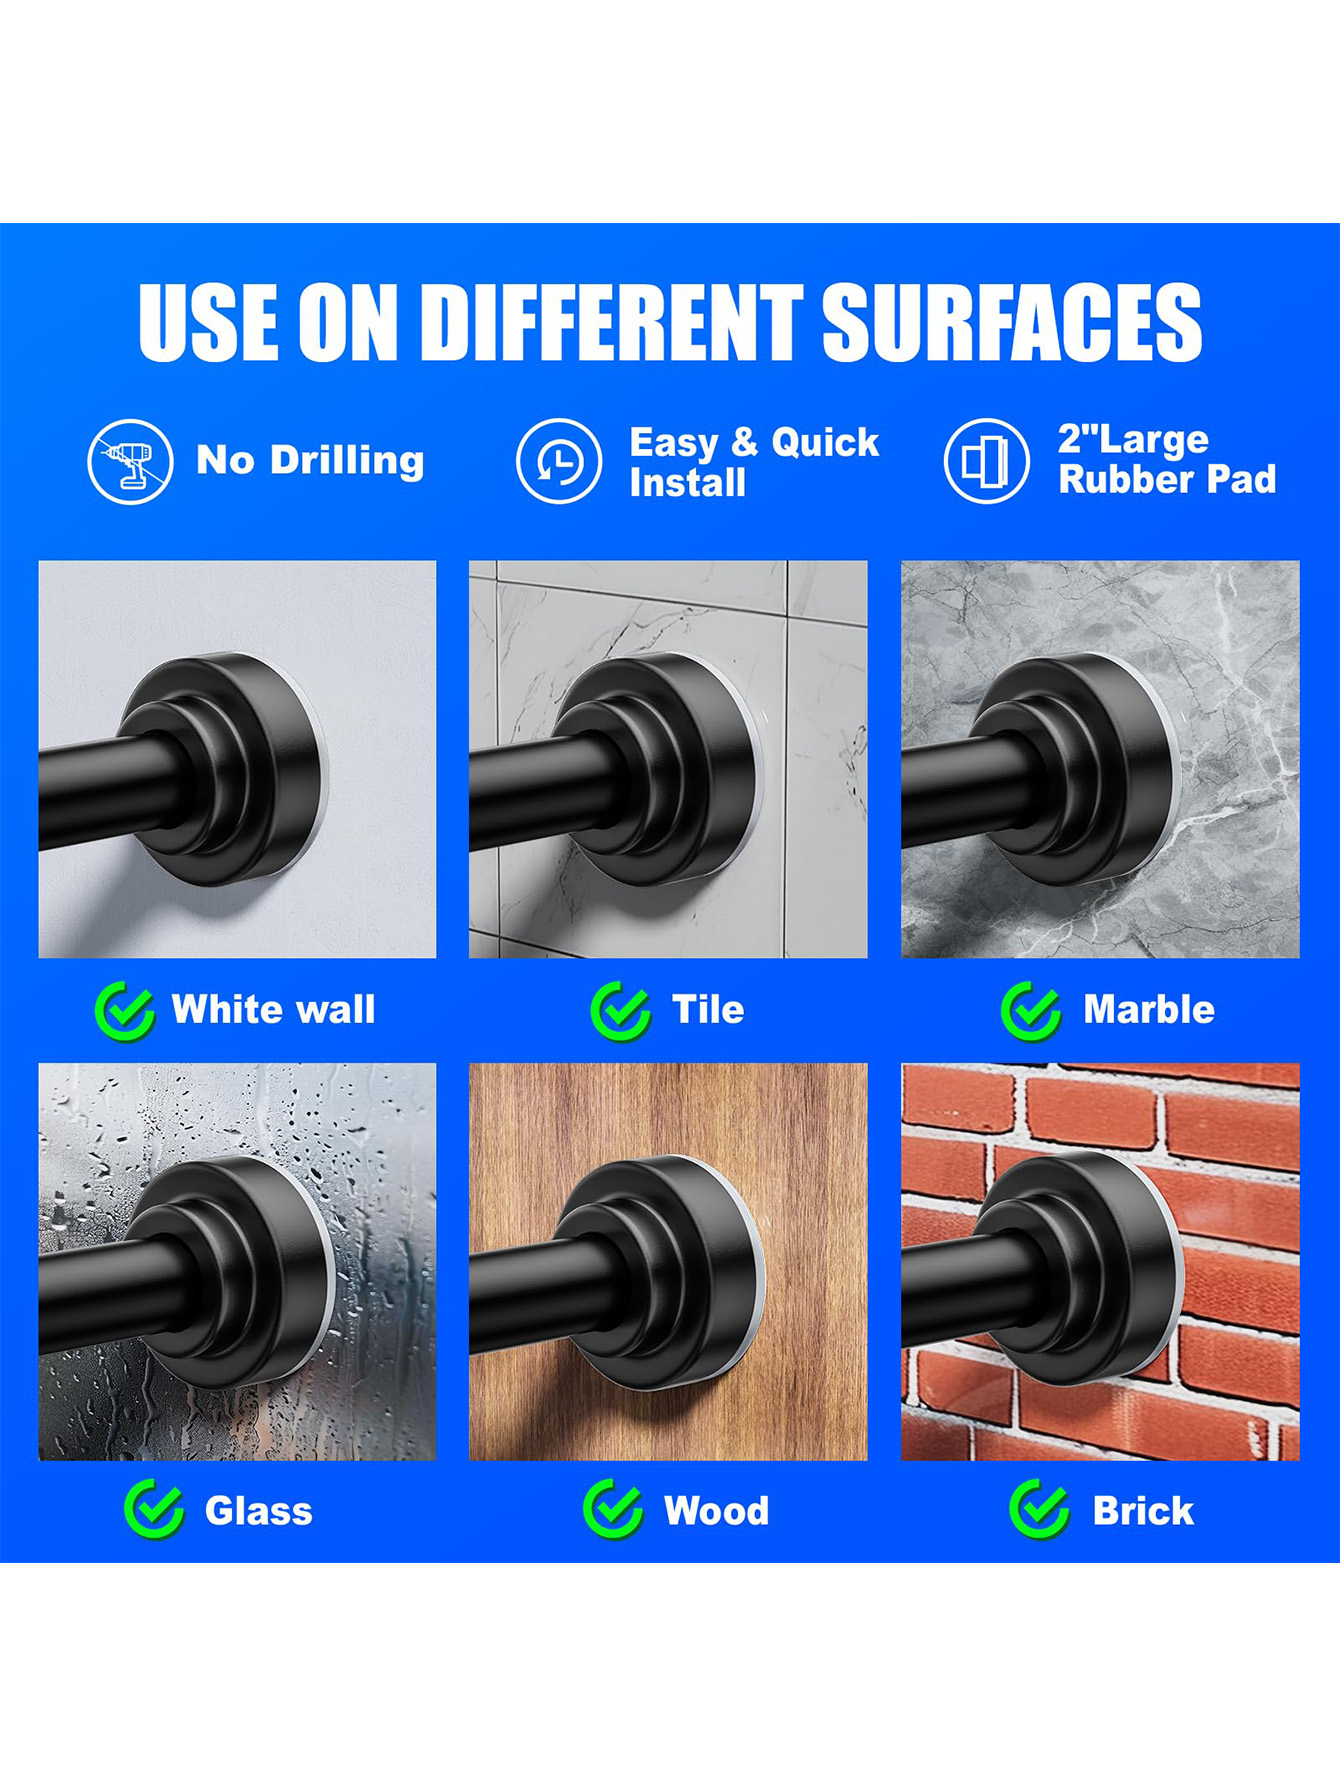 USE ON DIFFERENT SURFACES
No Drilling
Easy & Quick
Install
2"Large
Rubber Pad
White wall
Tile
Marble
Glass
Wood
Brick